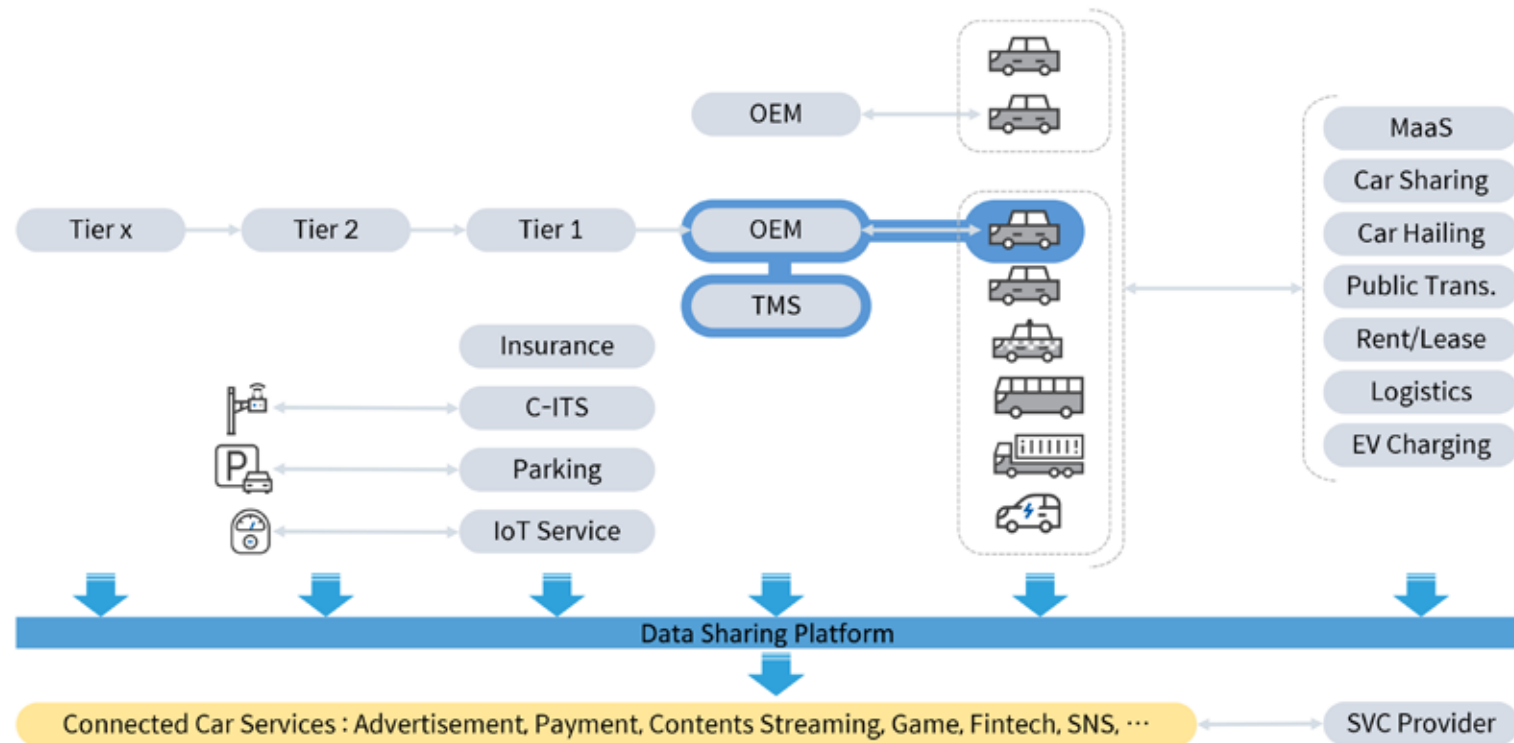 OEM
MaaS
Car Sharing
Tier x
Tier 2
Tier 1
OEM
Car Hailing
TMS
Public Trans.
Insurance
Rent/Lease
C-ITS
Logistics
P
Parking
EV Charging
IoT Service
Data Sharing Platform
Connected Car Services : Advertisement, Payment, Contents Streaming, Game, Fintech, SNS, ⋯
SVC Provider